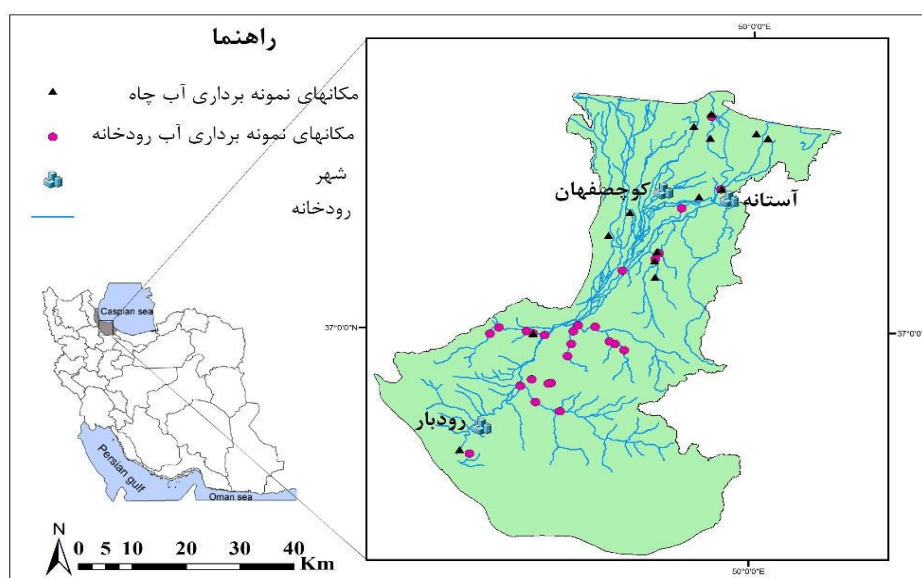 راهنما
مکانهای نمونه برداری آب چاه
مکانهای نمونه برداری آب رودخانه
شهر
رودخانه
50°0'0"E
کوچصفهان
آستانه
37°0'0"N
37°0'0"
رودبار
50°0'0"E
Caspian sea
Persian gulf
Oman sea
N
0 5 10 20 30 40
Km